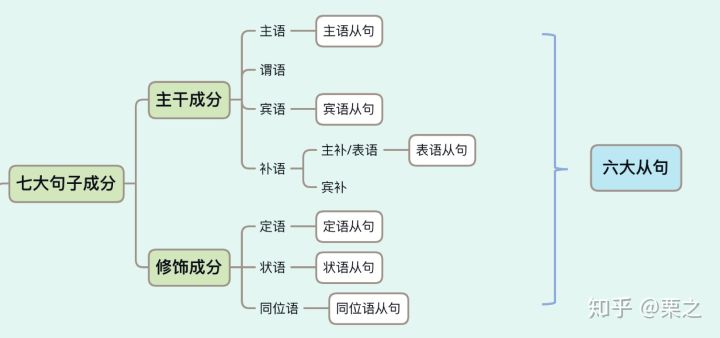 七大句子成分
主干成分
主语
主语从句
谓语
宾语
宾语从句
补语
主补/表语
表语从句
宾补
修饰成分
定语
定语从句
状语
状语从句
同位语
同位语从句
六大从句
知乎 @栗之